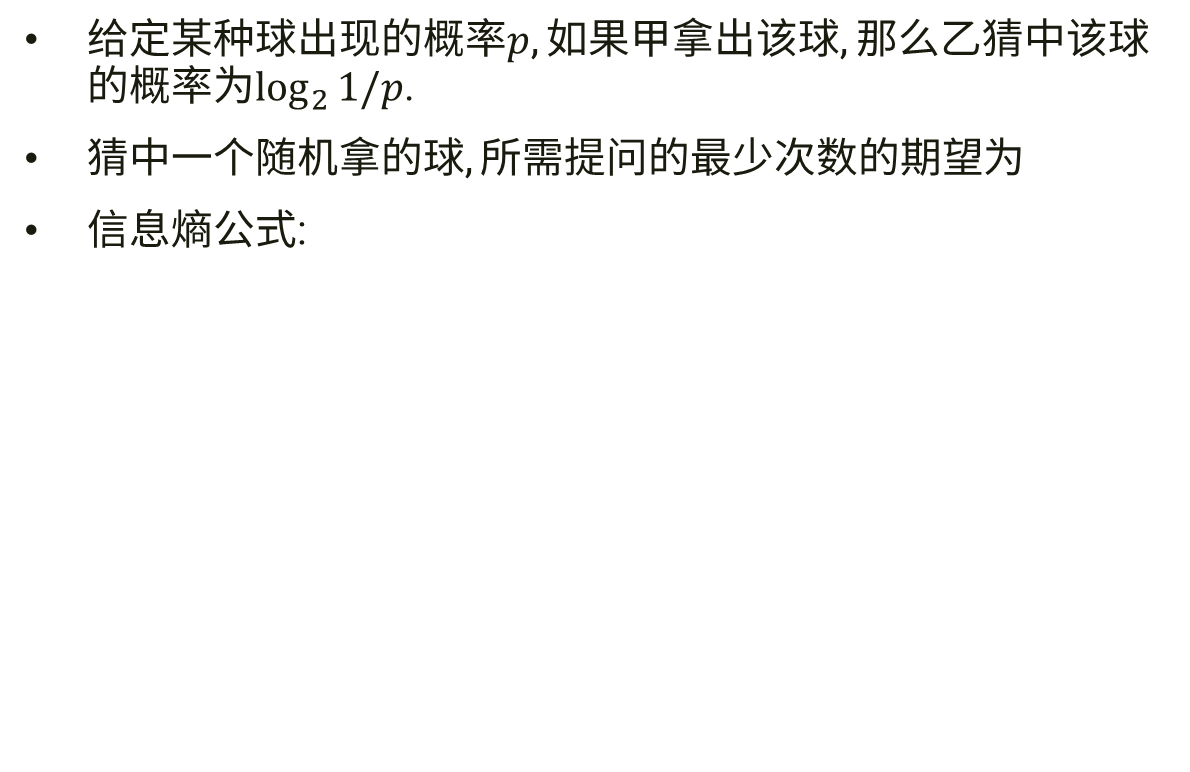 • 给定某种球出现的概率p, 如果甲拿出该球, 那么乙猜中该球
的概率为log₂ 1/p.
• 猜中一个随机拿的球, 所需提问的最少次数的期望为
• 信息熵公式: